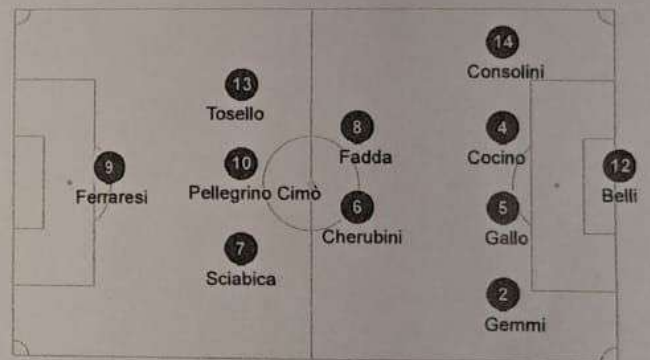 14
Consolini
13
Tosello
8
Fadda
4
Cocino
9
Ferraresi
10
Pellegrino Cimò
12
Belli
6
Cherubini
5
Gallo
7
Sciabica
2
Gemmi